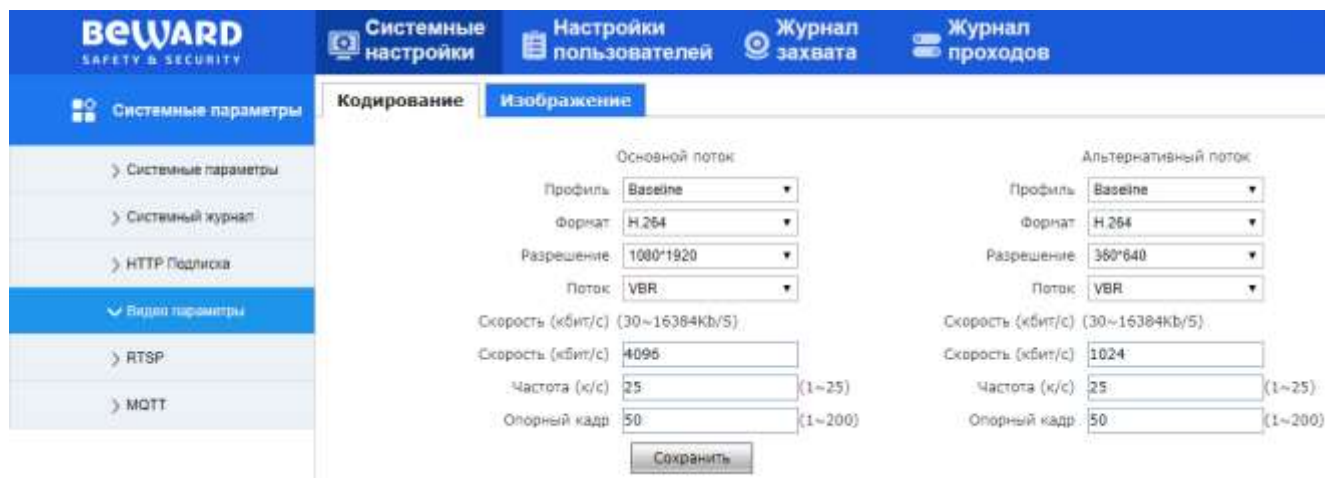 BEWARD
SAFETY & SECURITY
Системные настройки
Настройки пользователей
Журнал захвата
Журнал проходов
Системные параметры
Системные параметры
Системный журнал
HTTP Подписка
Видео параметры
RTSP
MQTT
Кодирование
Изображение
Основной поток
Профиль Baseline
Формат H.264
Разрешение 1080*1920
Поток VBR
Скорость (кбит/с) (30~16384Kb/S)
Скорость (кбит/с) 4096
Частота (к/с) 25 (1~25)
Опорный кадр 50 (1~200)
Сохранить
Альтернативный поток
Профиль Baseline
Формат H.264
Разрешение 360*640
Поток VBR
Скорость (кбит/с) (30~16384Kb/S)
Скорость (кбит/с) 1024
Частота (к/с) 25 (1~25)
Опорный кадр 50 (1~200)